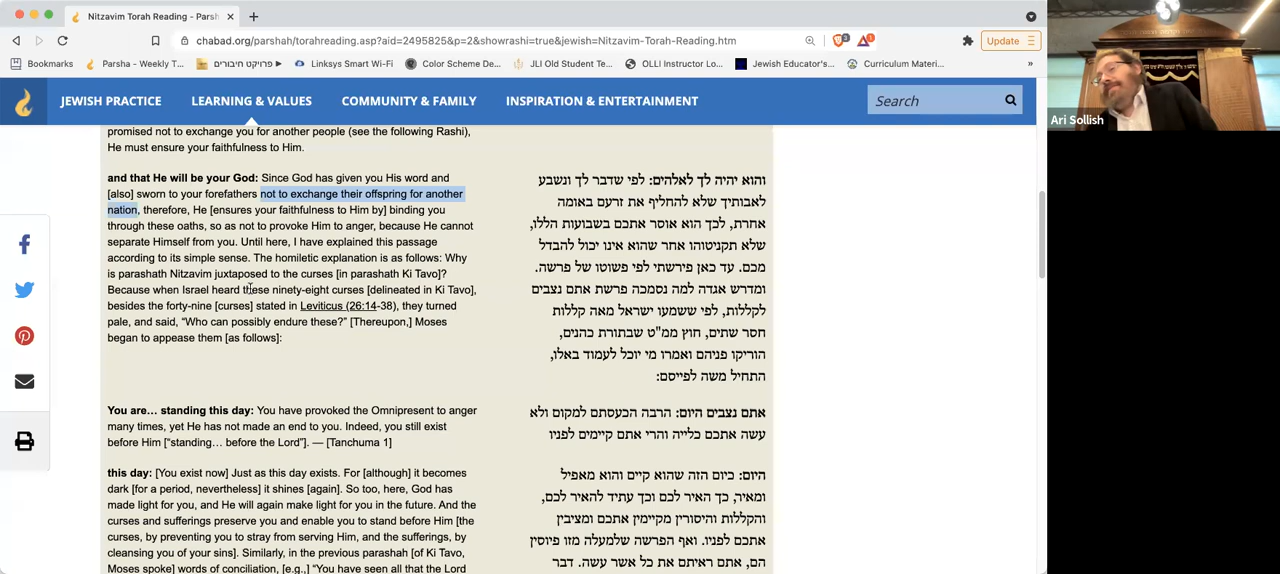 Nitzavim Torah Reading - Parsh
chabad.org/parshah/torahreading.asp?aid=2495825&p=2&showrashi=true&jewish=Nitzavim-Torah-Reading.htm
Update
Bookmarks
Parsha - Weekly T...
פרויקט חיבורים
Linksys Smart Wi-Fi
Color Scheme De...
JLI Old Student Te...
OLLI Instructor Lo...
Jewish Educator's...
Curriculum Materi...
JEWISH PRACTICE
LEARNING & VALUES
COMMUNITY & FAMILY
INSPIRATION & ENTERTAINMENT
Search
Ari Sollish
promised not to exchange you for another people (see the following Rashi),
He must ensure your faithfulness to Him.
and that He will be your God: Since God has given you His word and
[also] sworn to your forefathers not to exchange their offspring for another
nation, therefore, He [ensures your faithfulness to Him by] binding you
through these oaths, so as not to provoke Him to anger, because He cannot
separate Himself from you. Until here, I have explained this passage
according to its simple sense. The homiletic explanation is as follows: Why
is parashath Nitzavim juxtaposed to the curses [in parashath Ki Tavo]?
Because when Israel heard these ninety-eight curses [delineated in Ki Tavo],
besides the forty-nine [curses] stated in Leviticus (26:14-38), they turned
pale, and said, “Who can possibly endure these?” [Thereupon,] Moses
began to appease them [as follows]:
והוא יהיה לך לאלהים: לפי שדבר לך ונשבע
לאבותיך שלא להחליף את זרעם באומה
אחרת, לכך הוא אוסר אתכם בשבועות הללו,
שלא תקניטוהו אחר שהוא אינו יכול להבדל
מכם. עד כאן פירשתי לפי פשוטו של פרשה.
ומדרש אגדה למה נסמכה פרשת אתם נצבים
לקללות, לפי ששמעו ישראל מאה קללות
חסר שתים, חוץ ממ"ט שבתורת כהנים,
הוריקו פניהם ואמרו מי יוכל לעמוד באלו,
התחיל משה לפייסם:
You are… standing this day: You have provoked the Omnipresent to anger
many times, yet He has not made an end to you. Indeed, you still exist
before Him [“standing… before the Lord”]. — [Tanchuma 1]
אתם נצבים היום: הרבה הכעסתם למקום ולא
עשה אתכם כלייה והרי אתם קיימים לפניו
this day: [You exist now] Just as this day exists. For [although] it becomes
dark [for a period, nevertheless] it shines [again]. So too, here, God has
made light for you, and He will again make light for you in the future. And the
curses and sufferings preserve you and enable you to stand before Him [the
curses, by preventing you to stray from serving Him, and the sufferings, by
cleansing you of your sins]. Similarly, in the previous parashah [of Ki Tavo,
Moses spoke] words of conciliation, [e.g.,] “You have seen all that the Lord
היום: כיום הזה שהוא קיים והוא מאפיל
ומאיר, כך האיר לכם וכך עתיד להאיר לכם,
והקללות והיסורין מקיימין אתכם ומציבין
אתכם לפניו. ואף הפרשה שלמעלה מזו פיוסין
הם, אתם ראיתם את כל אשר עשה. דבר